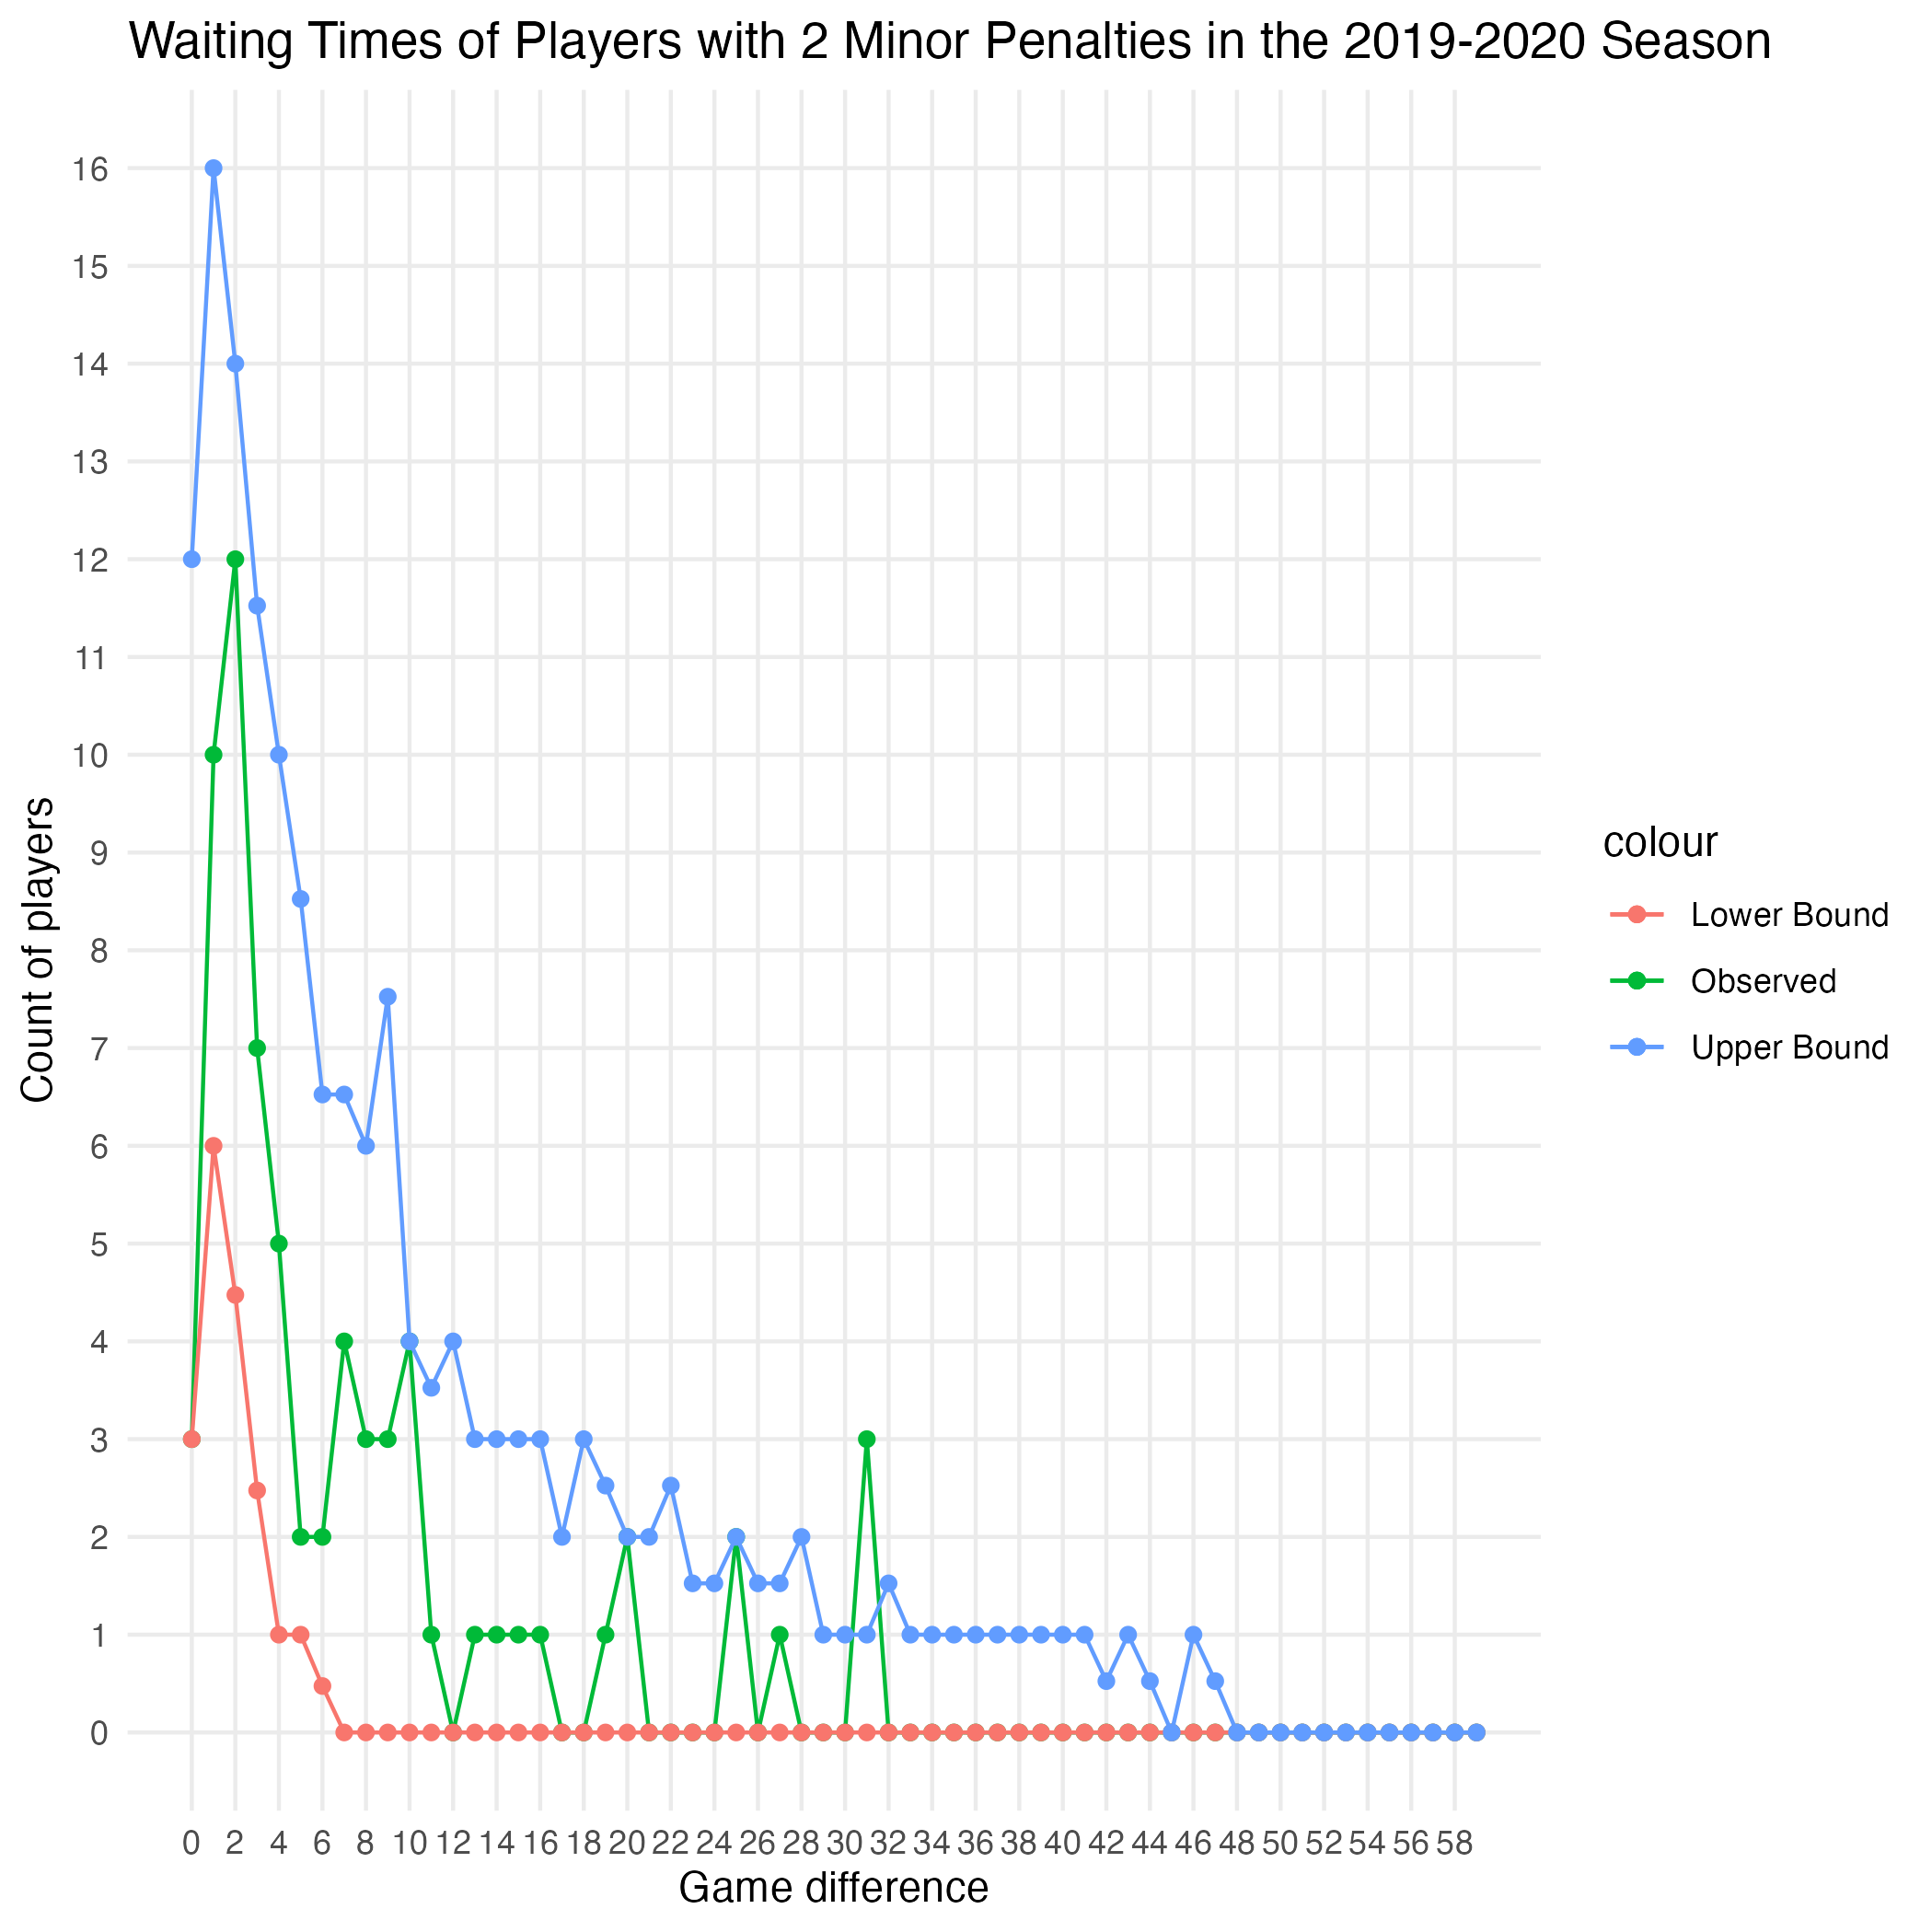 Waiting Times of Players with 2 Minor Penalties in the 2019-2020 Season
16
15
14
13
12
11
10
9
8
7
6
5
4
3
2
1
0
Count of players
0 2 4 6 8 10 12 14 16 18 20 22 24 26 28 30 32 34 36 38 40 42 44 46 48 50 52 54 56 58
Game difference
colour
Lower Bound
Observed
Upper Bound